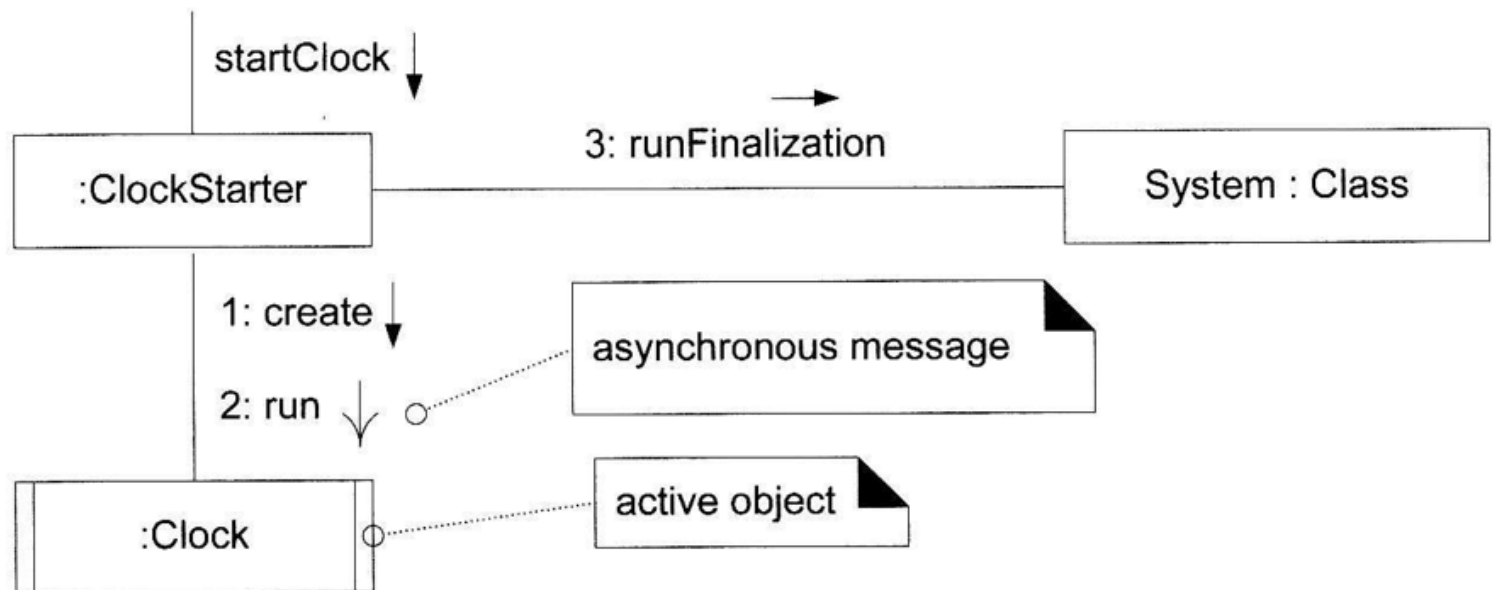 startClock
3: runFinalization
:ClockStarter
System : Class
1: create
asynchronous message
2: run
active object
:Clock